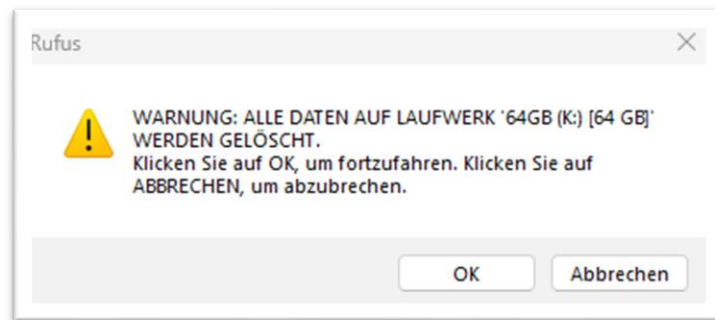 Rufus
WARNUNG: ALLE DATEN AUF LAUFWERK '64GB (K:) [64 GB]'
WERDEN GELÖSCHT.
Klicken Sie auf OK, um fortzufahren. Klicken Sie auf
ABBRECHEN, um abzubrechen.
OK
Abbrechen